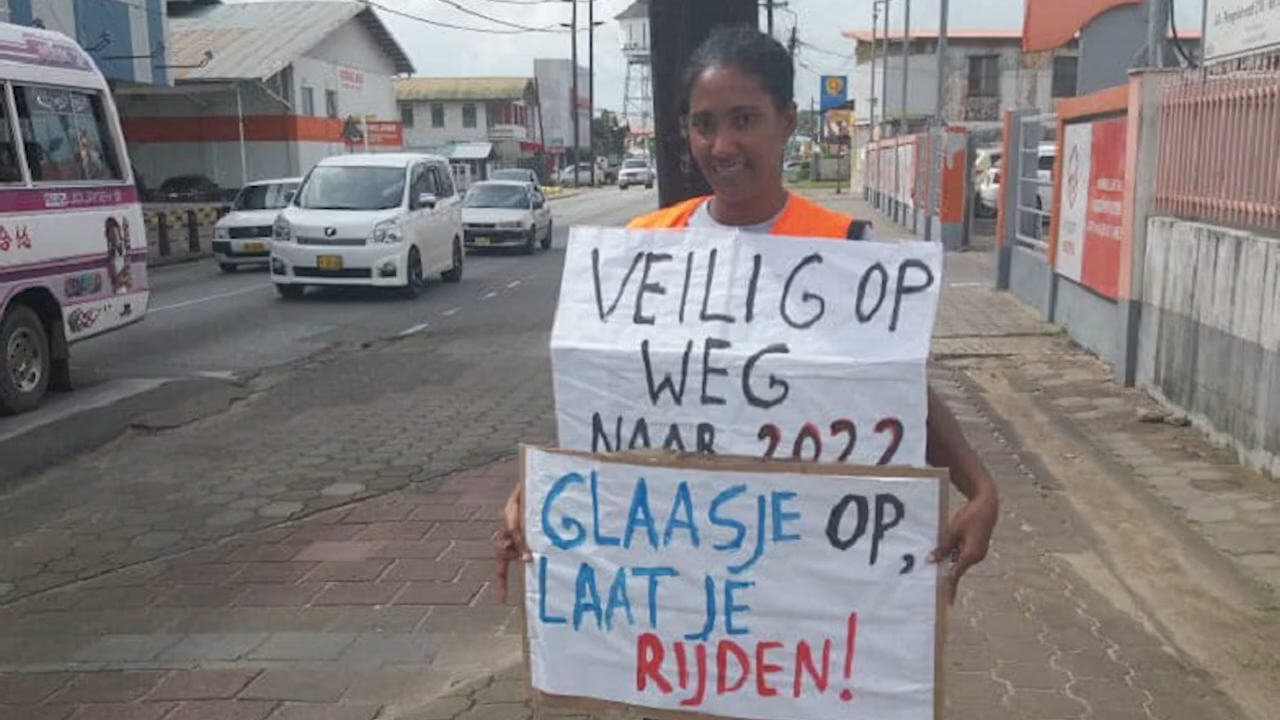 VEILIG OP
WEG
NAAR 2022
GLAASJE OP,
LAAT JE
RIJDEN!